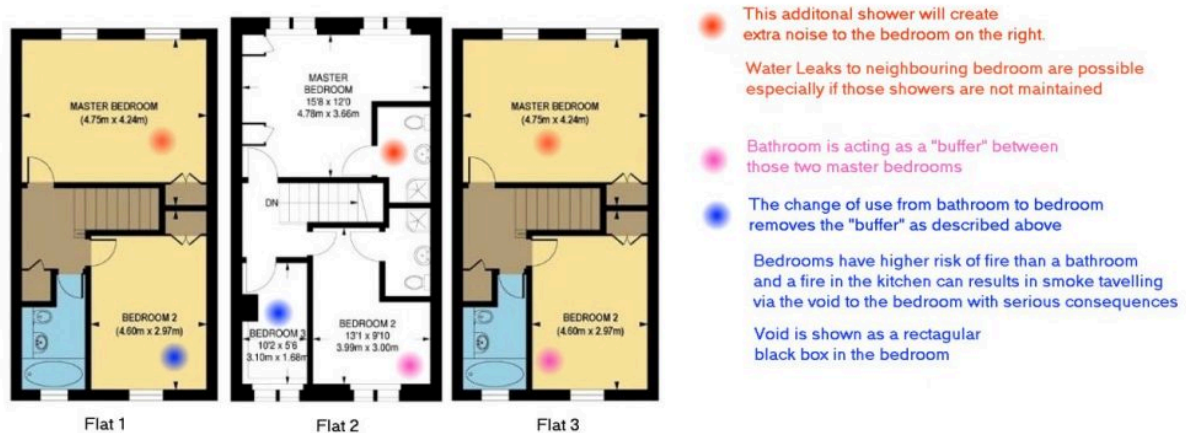 MASTER BEDROOM
(4.75m x 4.24m)
BEDROOM 2
(4.60m x 2.97m)
Flat 1
MASTER
BEDROOM
15'8 x 12'0
4.78m x 3.66m
DN
BEDROOM 3
10'2 x 5'6
3.10m x 1.68m
BEDROOM 2
13'1 x 9'10
3.99m x 3.00m
Flat 2
MASTER BEDROOM
(4.75m x 4.24m)
BEDROOM 2
(4.60m x 2.97m)
Flat 3
This additonal shower will create
extra noise to the bedroom on the right.
Water Leaks to neighbouring bedroom are possible
especially if those showers are not maintained
Bathroom is acting as a "buffer" between
those two master bedrooms
The change of use from bathroom to bedroom
removes the "buffer" as described above
Bedrooms have higher risk of fire than a bathroom
and a fire in the kitchen can results in smoke tavelling
via the void to the bedroom with serious consequences
Void is shown as a rectagular
black box in the bedroom